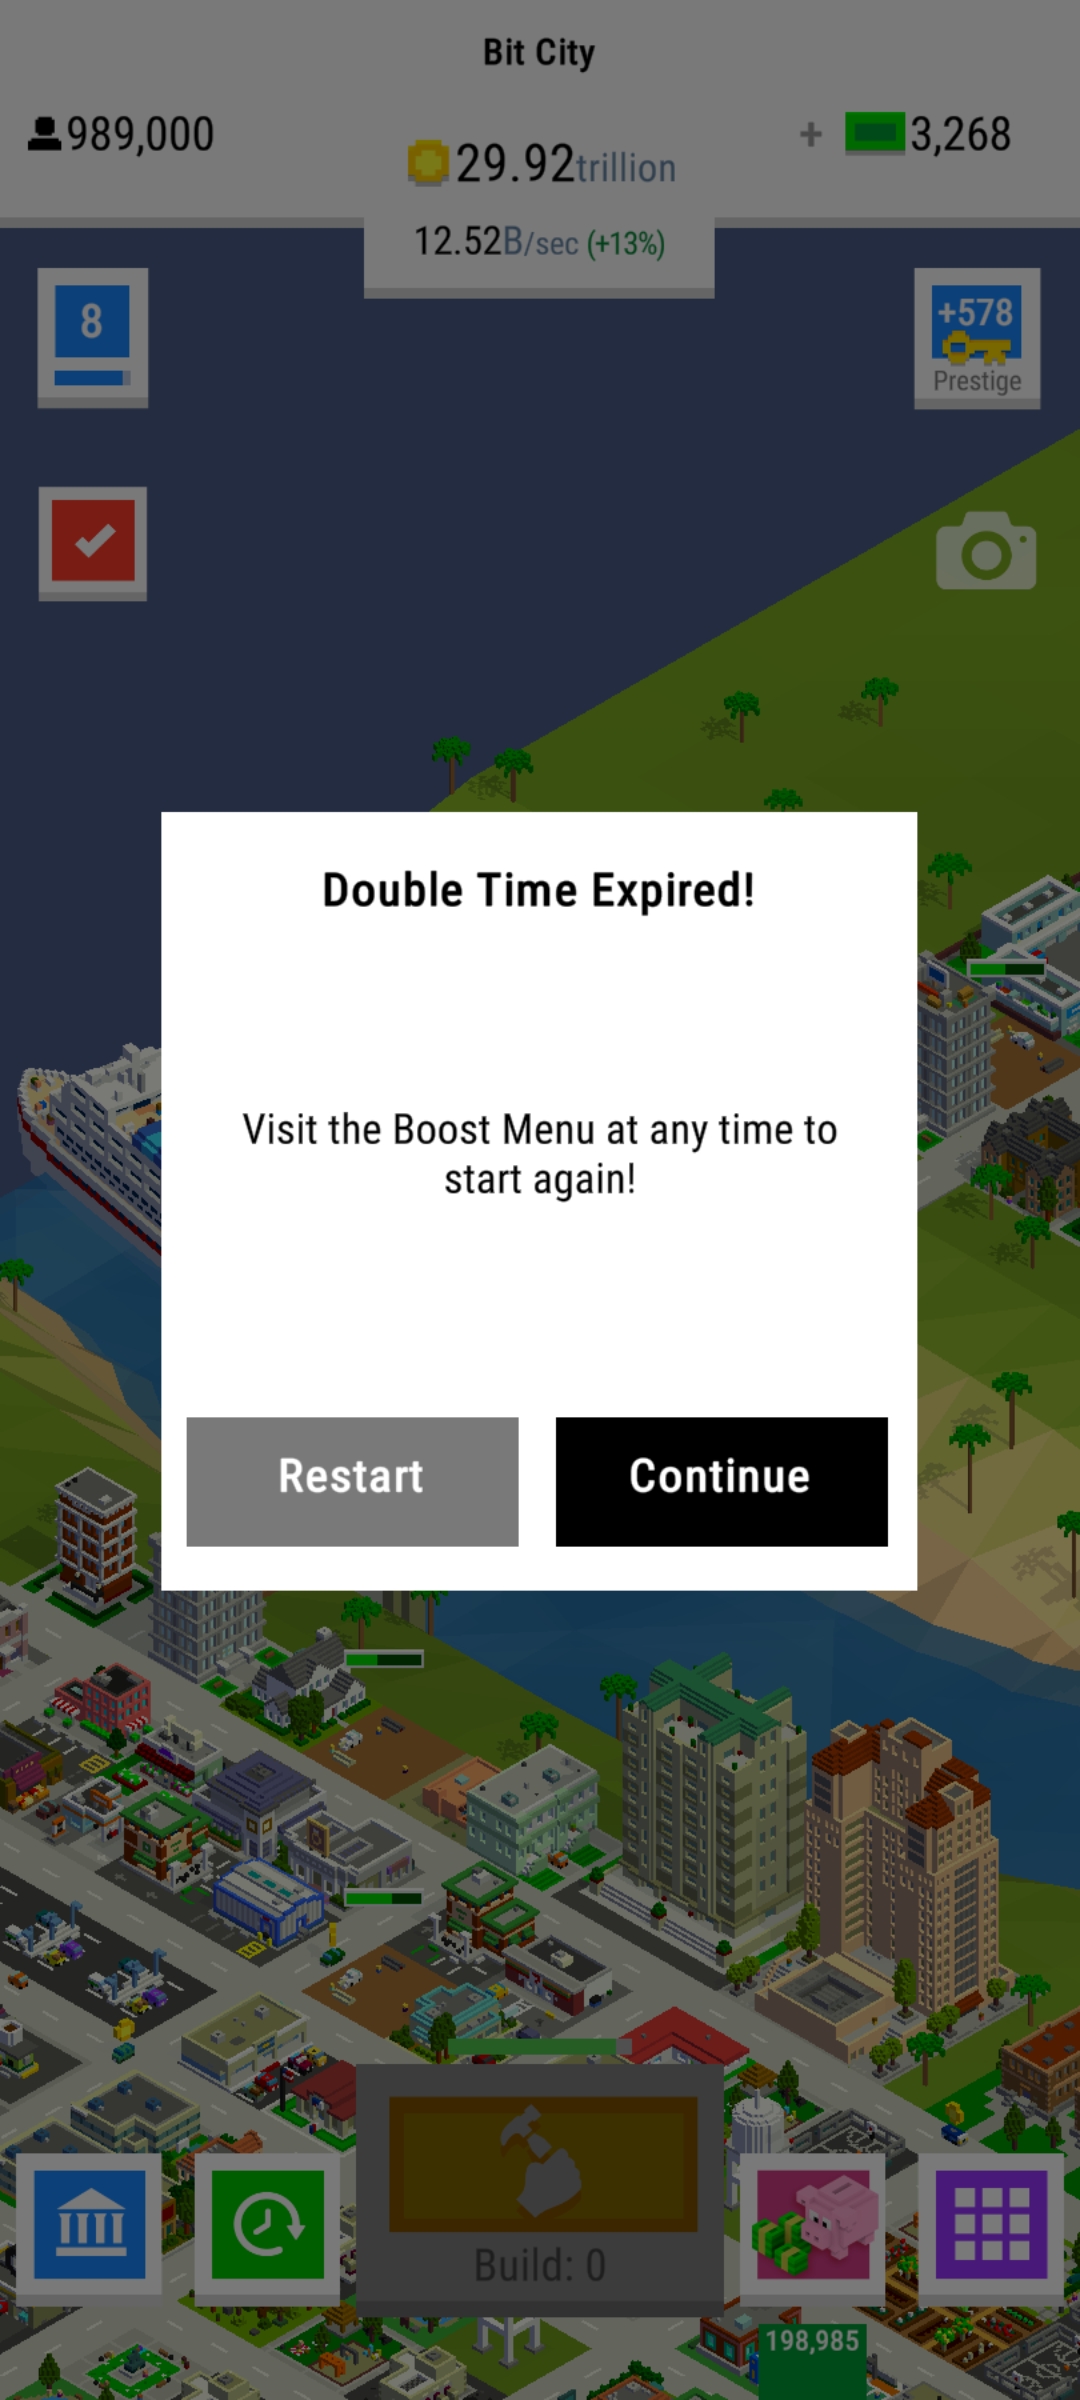 Bit City
989,000
29.92trillion
+ 3,268
12.52B/sec (+13%)
8
+578
Prestige
Double Time Expired!
Visit the Boost Menu at any time to
start again!
Restart
Continue
Build: 0
198,985